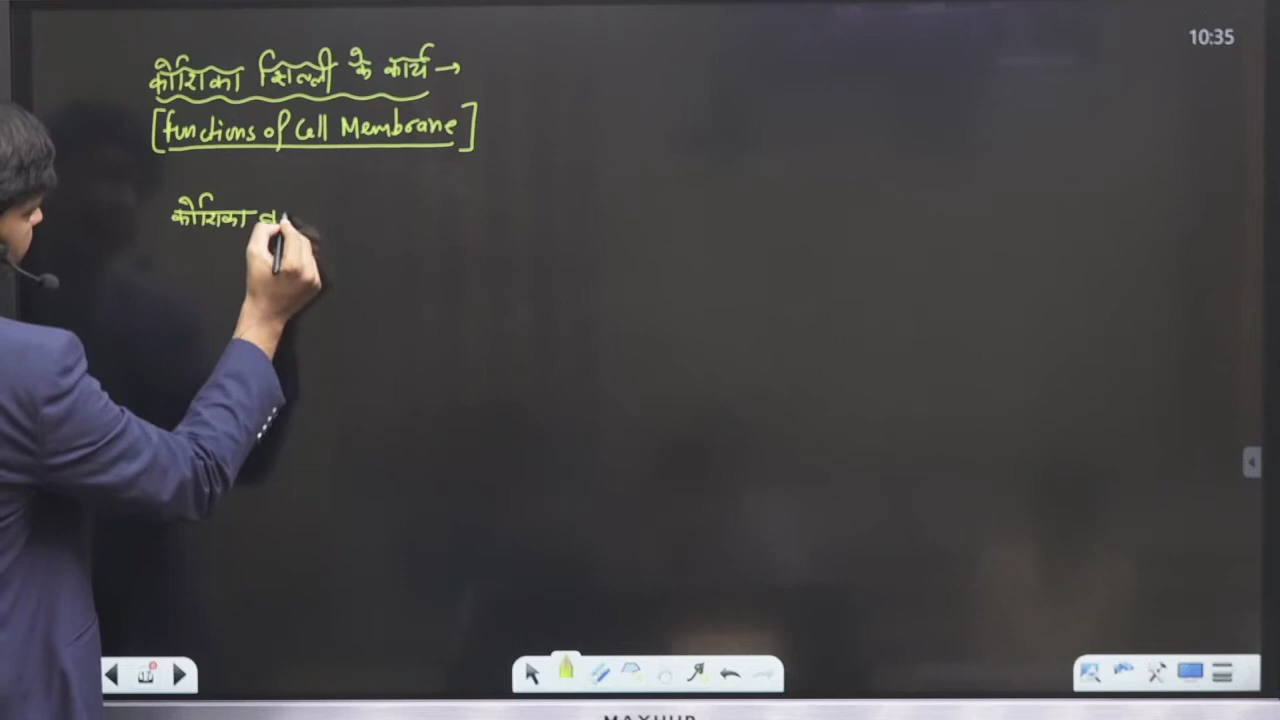 10:35
कोशिका झिल्ली के कार्य →
[functions of Cell Membrane]
कोशिका